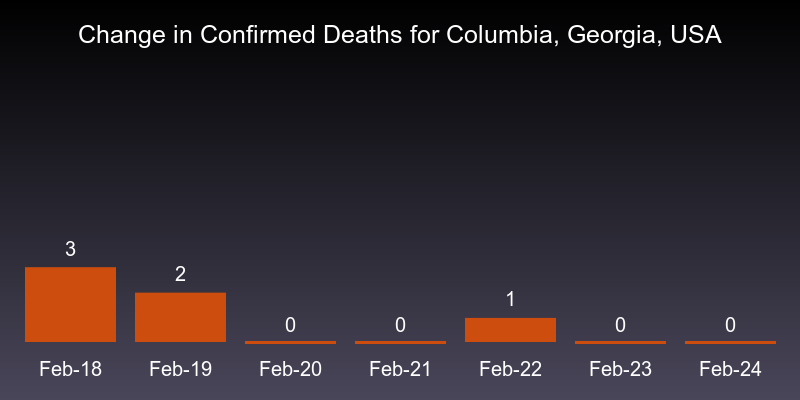 Change in Confirmed Deaths for Columbia, Georgia, USA
3
2
0
0
1
0
0
Feb-18
Feb-19
Feb-20
Feb-21
Feb-22
Feb-23
Feb-24